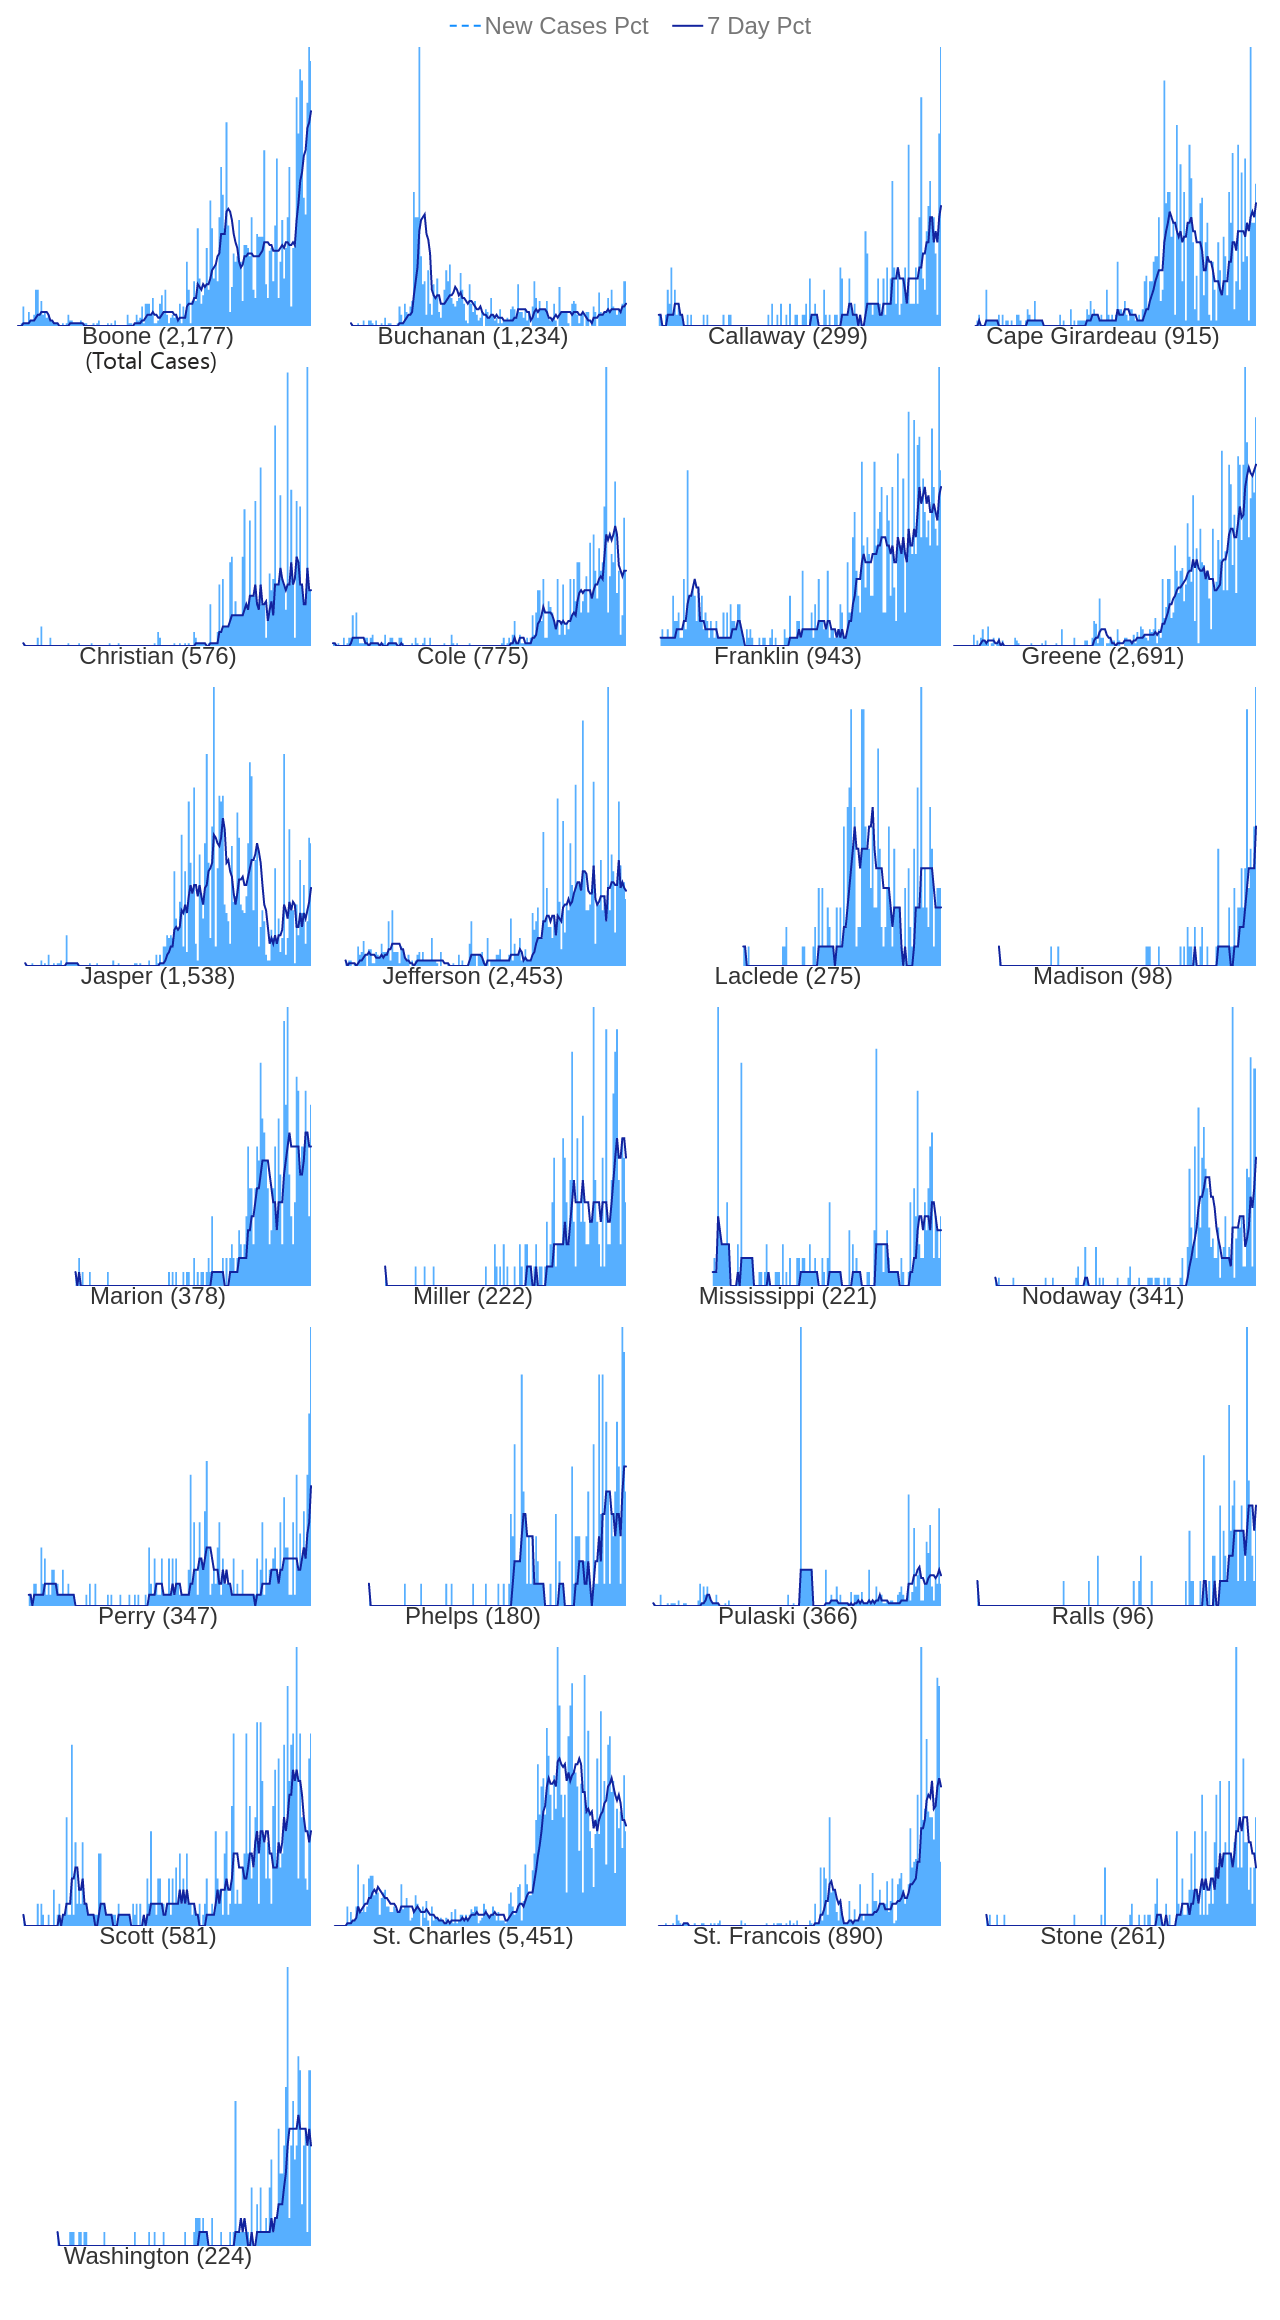 New Cases Pct 7 Day Pct
Boone (2,177) Buchanan (1,234) Callaway (299) Cape Girardeau (915)
(Total Cases)
Christian (576) Cole (775) Franklin (943) Greene (2,691)
Jasper (1,538) Jefferson (2,453) Laclede (275) Madison (98)
Marion (378) Miller (222) Mississippi (221) Nodaway (341)
Perry (347) Phelps (180) Pulaski (366) Ralls (96)
Scott (581) St. Charles (5,451) St. Francois (890) Stone (261)
Washington (224)